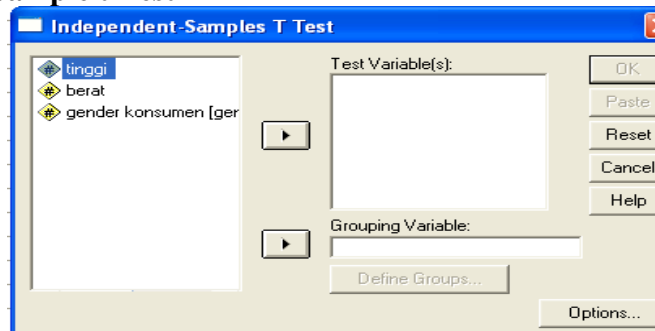 Independent-Samples T Test
tinggi
berat
gender konsumen [ger
Test Variable(s):
Grouping Variable:
Define Groups...
OK
Paste
Reset
Cancel
Help
Options...